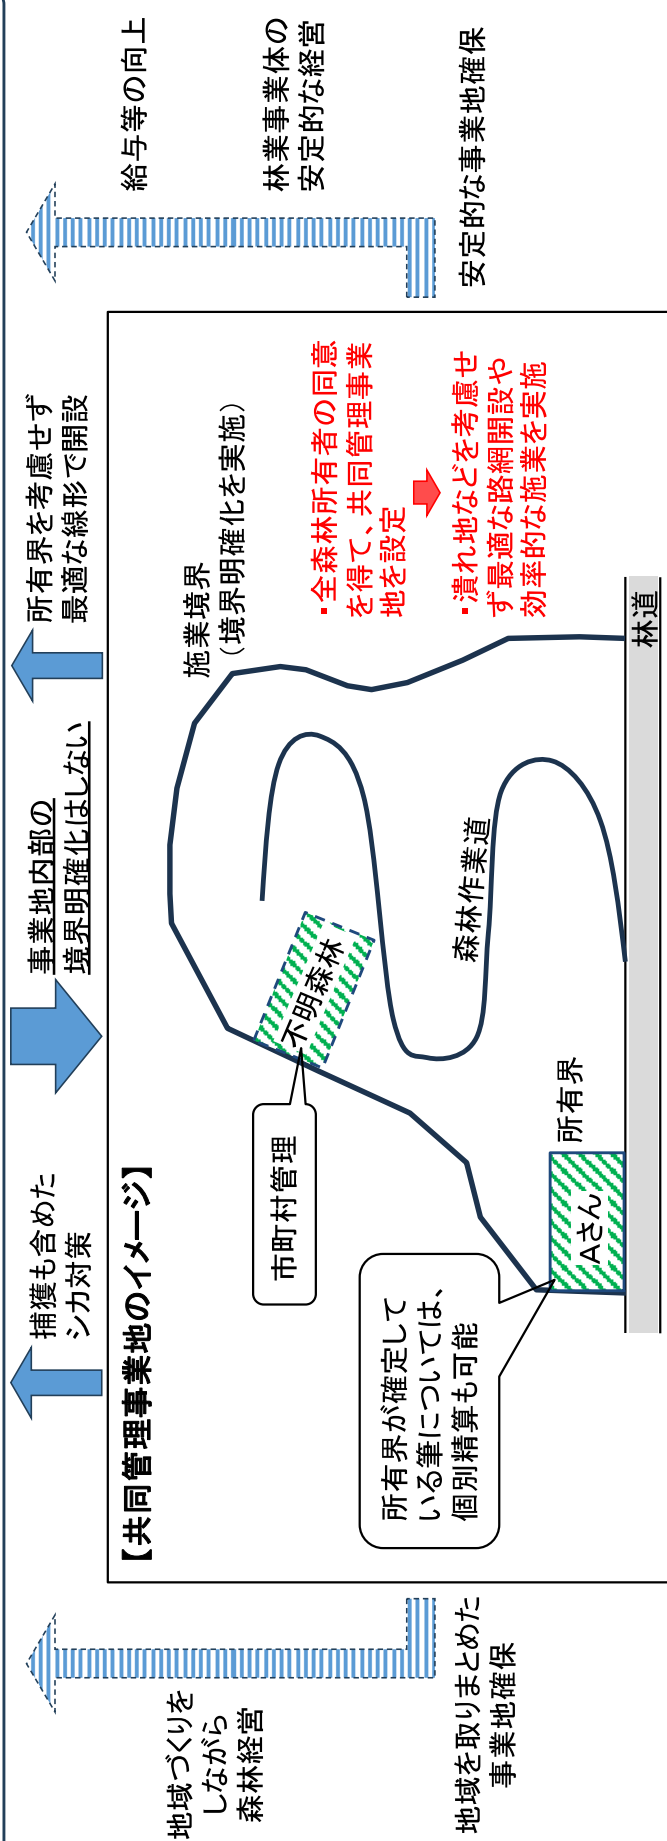 捕獲も含めた
シカ対策
事業地内部の
境界明確化はしない
所有界を考慮せず
最適な線形で開設
地域づくりを
しながら
森林経営
地域を取りまとめた
事業地確保
【共同管理事業地のイメージ】
所有界が確定して
いる筆については、
個別精算も可能
市町村管理
不明森林
Aさん
所有界
森林作業道
施業境界
（境界明確化を実施）
・全森林所有者の同意
を得て、共同管理事業
地を設定
・潰れ地などを考慮せ
ず最適な路網開設や
効率的な施業を実施
林道
給与等の向上
林業事業体の
安定的な経営
安定的な事業地確保